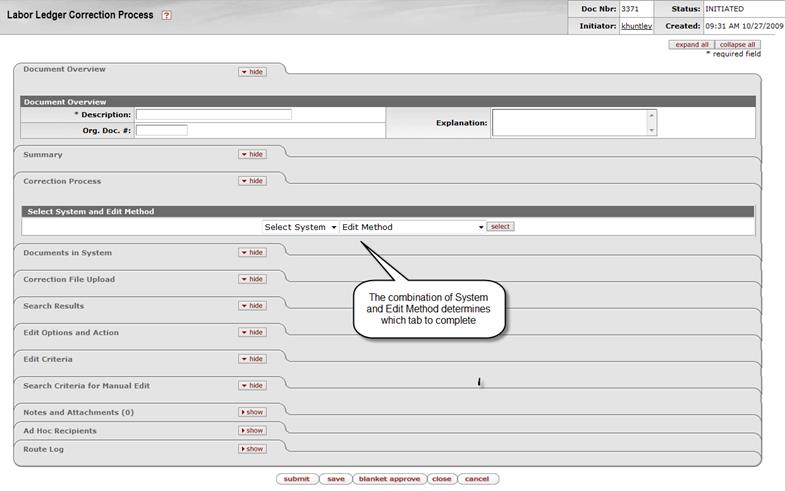 Labor Ledger Correction Process ?
Doc Nbr: 3371 Status: INITIATED
Initiator: khuntley Created: 09:31 AM 10/27/2009
expand all collapse all
* required field
Document Overview hide
Document Overview
* Description:
Explanation:
Org. Doc. #:
Summary hide
Correction Process hide
Select System and Edit Method
Select System Edit Method select
Documents in System hide
Correction File Upload hide
The combination of System
and Edit Method determines
which tab to complete
Search Results hide
Edit Options and Action hide
Edit Criteria hide
Search Criteria for Manual Edit hide
Notes and Attachments (0) show
Ad Hoc Recipients show
Route Log show
submit save blanket approve close cancel